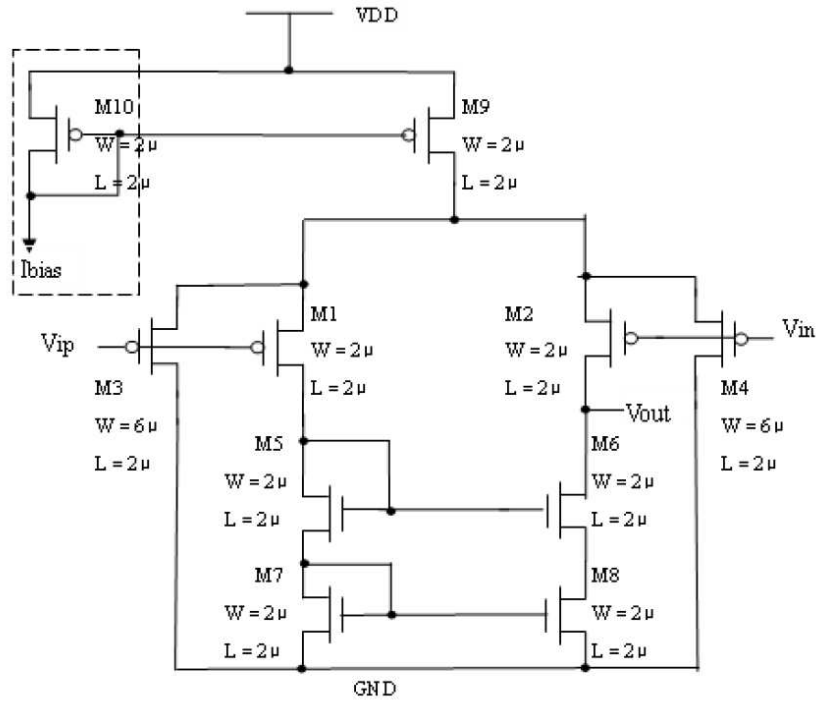 VDD
M10
W = 2μ
L = 2μ
M9
W = 2μ
L = 2μ
Ibias
Vip
M3
W = 6μ
L = 2μ
M1
W = 2μ
L = 2μ
M2
W = 2μ
L = 2μ
Vin
M4
W = 6μ
L = 2μ
Vout
M5
W = 2μ
L = 2μ
M6
W = 2μ
L = 2μ
M7
W = 2μ
L = 2μ
M8
W = 2μ
L = 2μ
GND